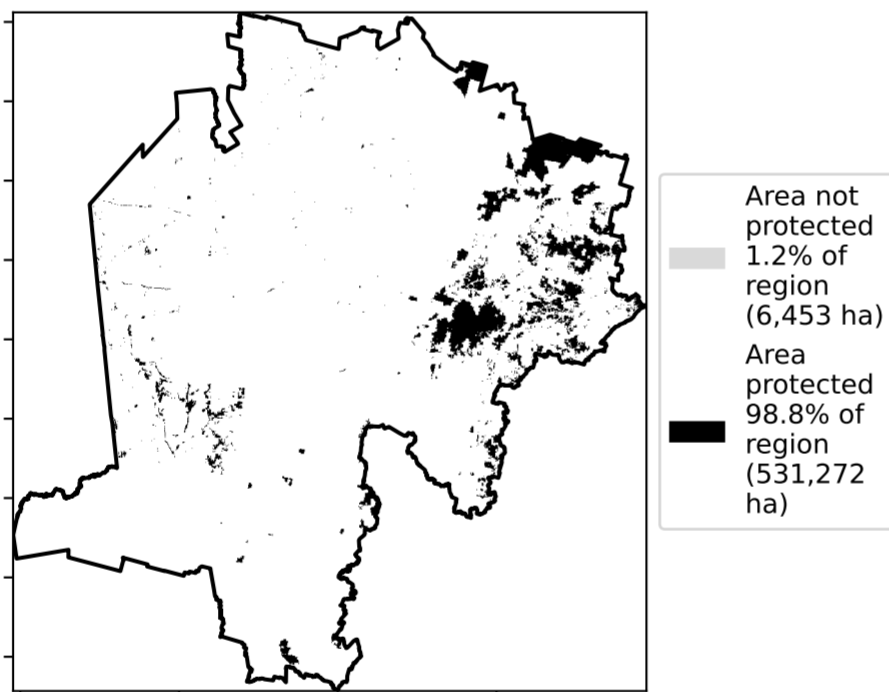 Area not
protected
1.2% of
region
(6,453 ha)
Area
protected
98.8% of
region
(531,272
ha)